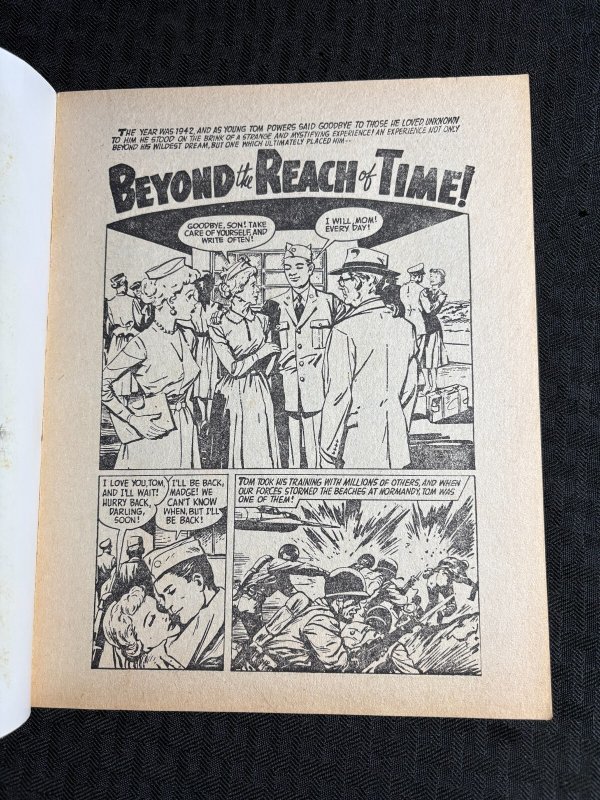 THE YEAR WAS 1942, AND AS YOUNG TOM POWERS SAID GOODBYE TO THOSE HE LOVED, UNKNOWN
TO HIM HE STOOD ON THE BRINK OF A STRANGE AND MYSTIFYING EXPERIENCE! AN EXPERIENCE NOT ONLY
BEYOND HIS WILDEST DREAM, BUT ONE WHICH ULTIMATELY PLACED HIM--
BEYOND the REACH of TIME!
GOODBYE, SON! TAKE
CARE OF YOURSELF, AND
WRITE OFTEN!
I WILL, MOM!
EVERY DAY!
I LOVE YOU, TOM,
AND I'LL WAIT!
HURRY BACK,
DARLING,
SOON!
I'LL BE BACK,
MADGE! WE
CAN'T KNOW
WHEN, BUT I'LL
BE BACK!
TOM TOOK HIS TRAINING WITH MILLIONS OF OTHERS, AND WHEN
OUR FORCES STORMED THE BEACHES AT NORMANDY, TOM WAS
ONE OF THEM!